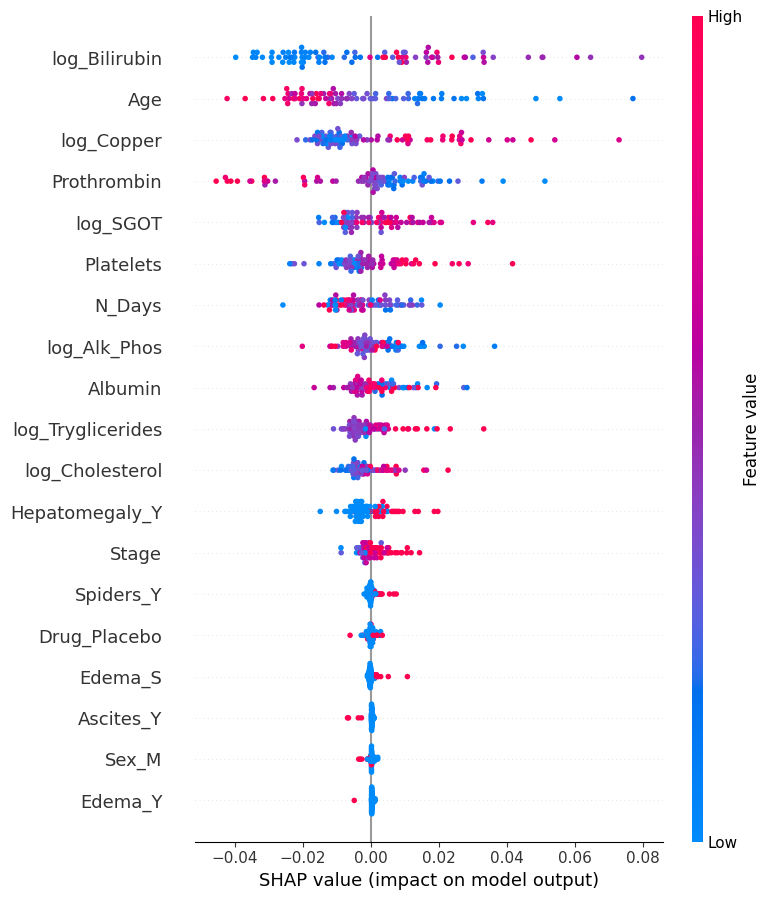 High
log_Bilirubin
Age
log_Copper
Prothrombin
log_SGOT
Platelets
N_Days
log_Alk_Phos
Albumin
log_Tryglicerides
log_Cholesterol
Hepatomegaly_Y
Stage
Spiders_Y
Drug_Placebo
Edema_S
Ascites_Y
Sex_M
Edema_Y
Feature value
Low
−0.04 −0.02 0.00 0.02 0.04 0.06 0.08
SHAP value (impact on model output)